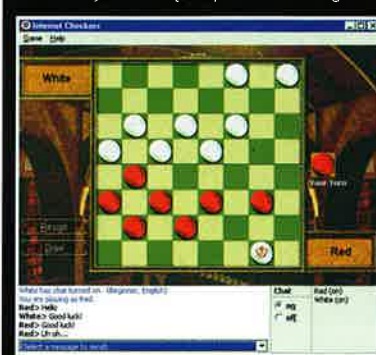 Internet Checkers
Game Help
White
Your Turn
Resign
Draw
Red
White has chat turned on. (Beginner, English)
You are playing as Red.
Red> Hello
White> Good luck!
Red> Good luck!
Red> Uh oh...
Select a message to send
Chat
on
off
Red (on)
White (on)